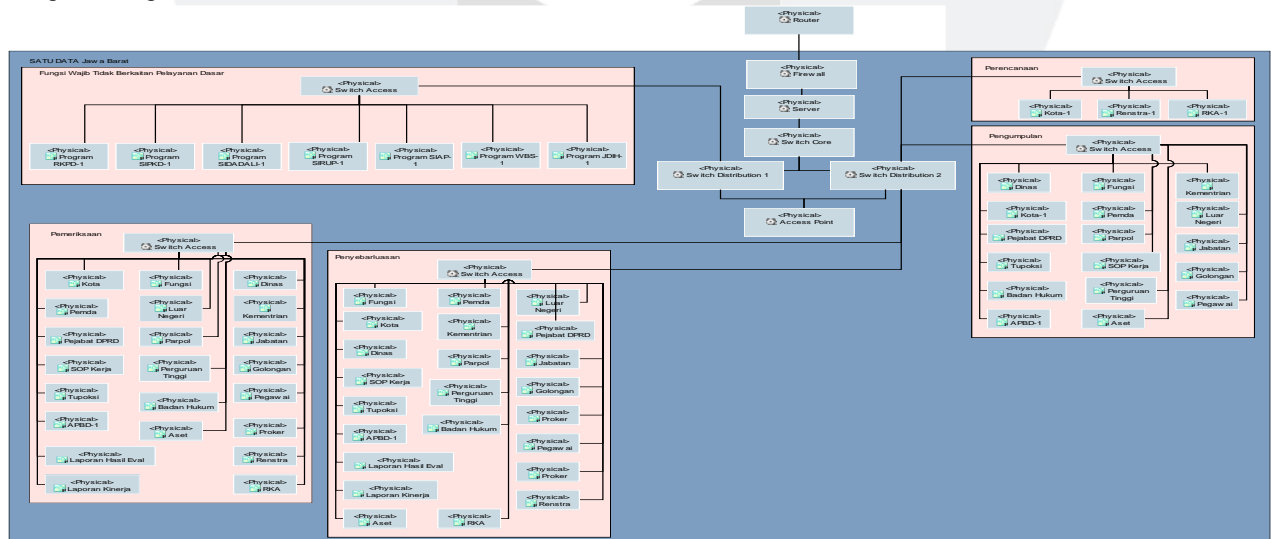 <Physical>
Router
SATU DATA Jawa Barat
Fungsi Wajib Tidak Berkaitan Pelayanan Dasar
<Physical>
Switch Access
<Physical>
Program
RKPD-1
<Physical>
Program
SIPKD-1
<Physical>
Program
SIDADALI-1
<Physical>
Program
SIRUP-1
<Physical>
Program SIAP-
1
<Physical>
Program WBS-
1
<Physical>
Program JDIH-
1
<Physical>
Firewall
<Physical>
Server
<Physical>
Switch Core
<Physical>
Switch Distribution 1
<Physical>
Switch Distribution 2
<Physical>
Access Point
Perencanaan
<Physical>
Switch Access
<Physical>
Kota-1
<Physical>
Renstra-1
<Physical>
RKA-1
Pengumpulan
<Physical>
Switch Access
<Physical>
Dinas
<Physical>
Fungsi
<Physical>
Kementrian
<Physical>
Kota-1
<Physical>
Pemda
<Physical>
Luar
Negeri
<Physical>
Pejabat DPRD
<Physical>
Parpol
<Physical>
Jabatan
<Physical>
Tupoksi
<Physical>
SOP Kerja
<Physical>
Golongan
<Physical>
Badan Hukum
<Physical>
Perguruan
Tinggi
<Physical>
Pegawai
<Physical>
APBD-1
<Physical>
Aset
Pemeriksaan
<Physical>
Switch Access
<Physical>
Kota
<Physical>
Fungsi
<Physical>
Dinas
<Physical>
Pemda
<Physical>
Luar
Negeri
<Physical>
Kementrian
<Physical>
Pejabat DPRD
<Physical>
Parpol
<Physical>
Jabatan
<Physical>
SOP Kerja
<Physical>
Perguruan
Tinggi
<Physical>
Golongan
<Physical>
Tupoksi
<Physical>
Badan Hukum
<Physical>
Pegawai
<Physical>
APBD-1
<Physical>
Aset
<Physical>
Proker
<Physical>
Laporan Hasil Eval
<Physical>
Renstra
<Physical>
Laporan Kinerja
<Physical>
RKA
Penyebarluasan
<Physical>
Switch Access
<Physical>
Fungsi
<Physical>
Pemda
<Physical>
Luar
Negeri
<Physical>
Kota
<Physical>
Kementrian
<Physical>
Pejabat DPRD
<Physical>
Dinas
<Physical>
Parpol
<Physical>
Jabatan
<Physical>
SOP Kerja
<Physical>
Perguruan
Tinggi
<Physical>
Golongan
<Physical>
Tupoksi
<Physical>
Badan Hukum
<Physical>
Proker
<Physical>
APBD-1
<Physical>
Pegawai
<Physical>
Laporan Hasil Eval
<Physical>
Proker
<Physical>
Laporan Kinerja
<Physical>
Renstra
<Physical>
Aset
<Physical>
RKA